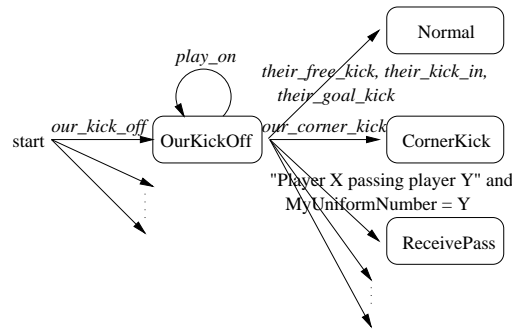 Normal
play_on
their_free_kick, their_kick_in,
their_goal_kick
start
our_kick_off
OurKickOff
our_corner_kick
CornerKick
"Player X passing player Y" and
MyUniformNumber = Y
ReceivePass